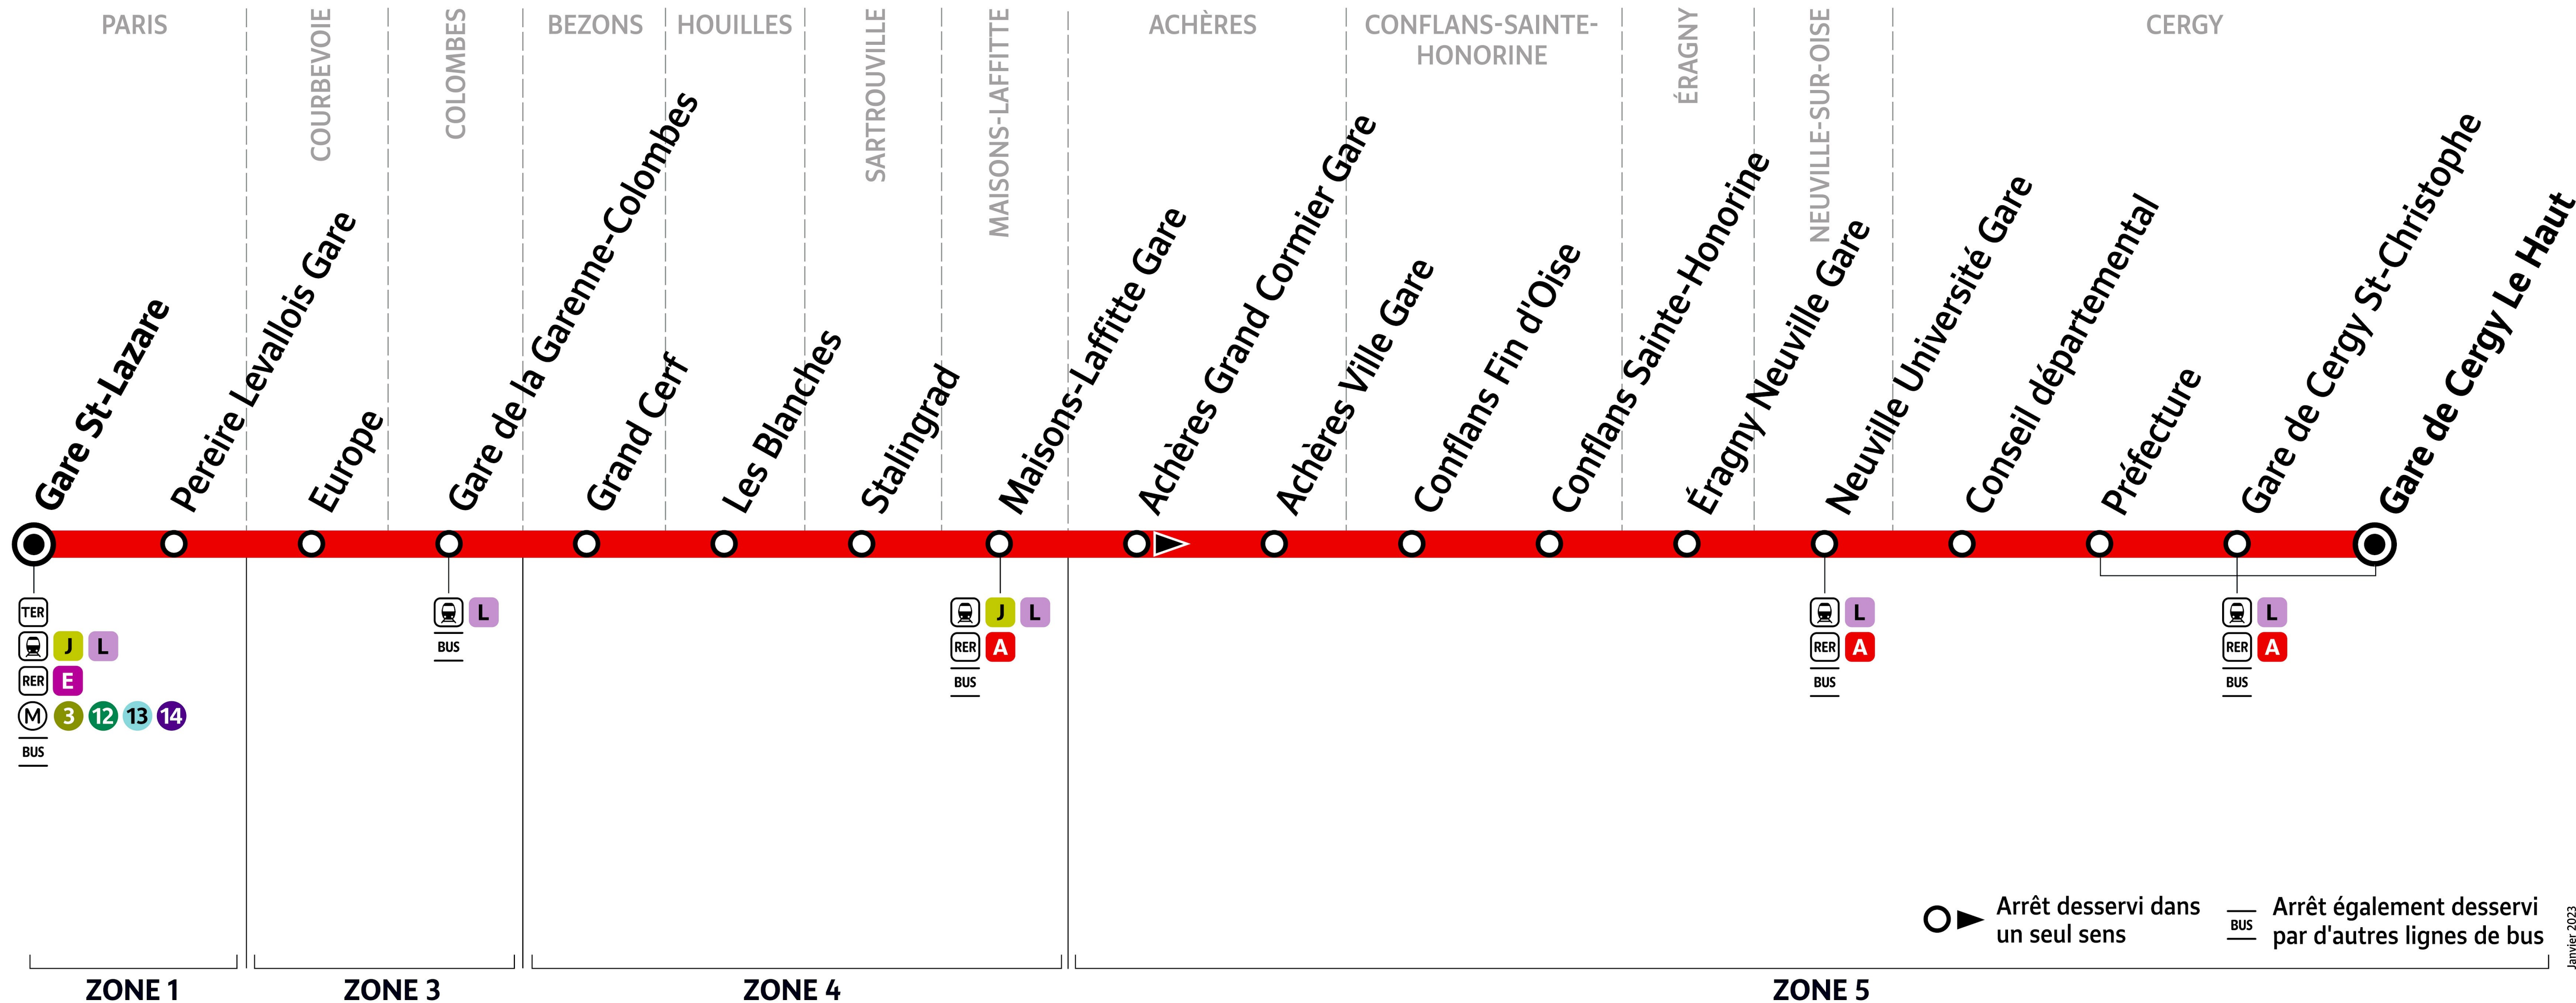 PARIS
COURBEVOIE
COLOMBES
BEZONS
HOUILLES
SARTROUVILLE
MAISONS-LAFFITTE
ACHÈRES
CONFLANS-SAINTE-
HONORINE
ÉRAGNY
NEUVILLE-SUR-OISE
CERGY
Gare St-Lazare
Pereire Levallois Gare
Europe
Gare de la Garenne-Colombes
Grand Cerf
Les Blanches
Stalingrad
Maisons-Laffitte Gare
Achères Grand Cormier Gare
Achères Ville Gare
Conflans Fin d'Oise
Conflans Sainte-Honorine
Éragny Neuville Gare
Neuville Université Gare
Conseil départemental
Préfecture
Gare de Cergy St-Christophe
Gare de Cergy Le Haut
TER
J L
RER E
M 3 12 13 14
BUS
L
BUS
J L
RER A
BUS
L
RER A
BUS
L
RER A
BUS
Arrêt desservi dans
un seul sens
BUS
Arrêt également desservi
par d'autres lignes de bus
Janvier 2023
ZONE 1
ZONE 3
ZONE 4
ZONE 5